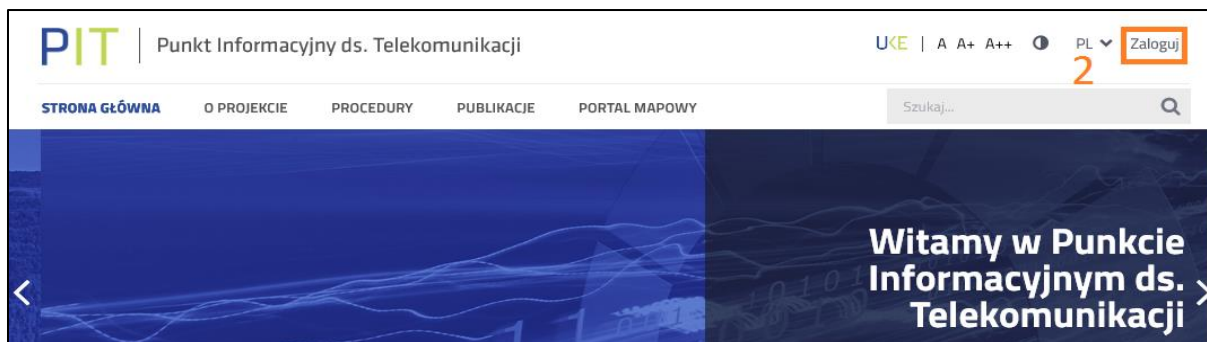 PIT | Punkt Informacyjny ds. Telekomunikacji
UKE | A A+ A++ PL Zaloguj
2
STRONA GŁÓWNA O PROJEKCIE PROCEDURY PUBLIKACJE PORTAL MAPOWY Szukaj...
Witamy w Punkcie
Informacyjnym ds.
Telekomunikacji